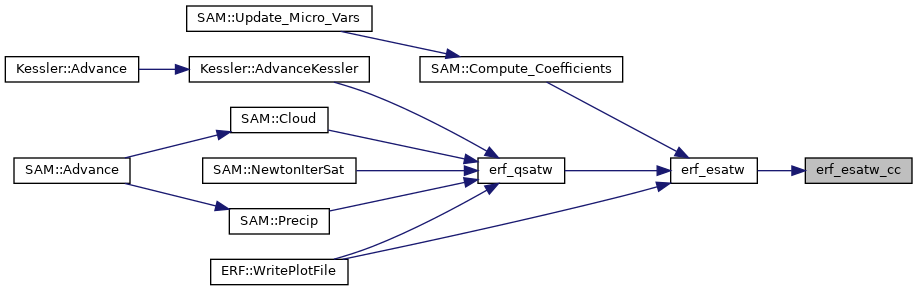 SAM::Update_Micro_Vars
Kessler::Advance
Kessler::AdvanceKessler
SAM::Compute_Coefficients
SAM::Cloud
SAM::Advance
SAM::NewtonIterSat
erf_qsatw
erf_esatw
erf_esatw_cc
SAM::Precip
ERF::WritePlotFile